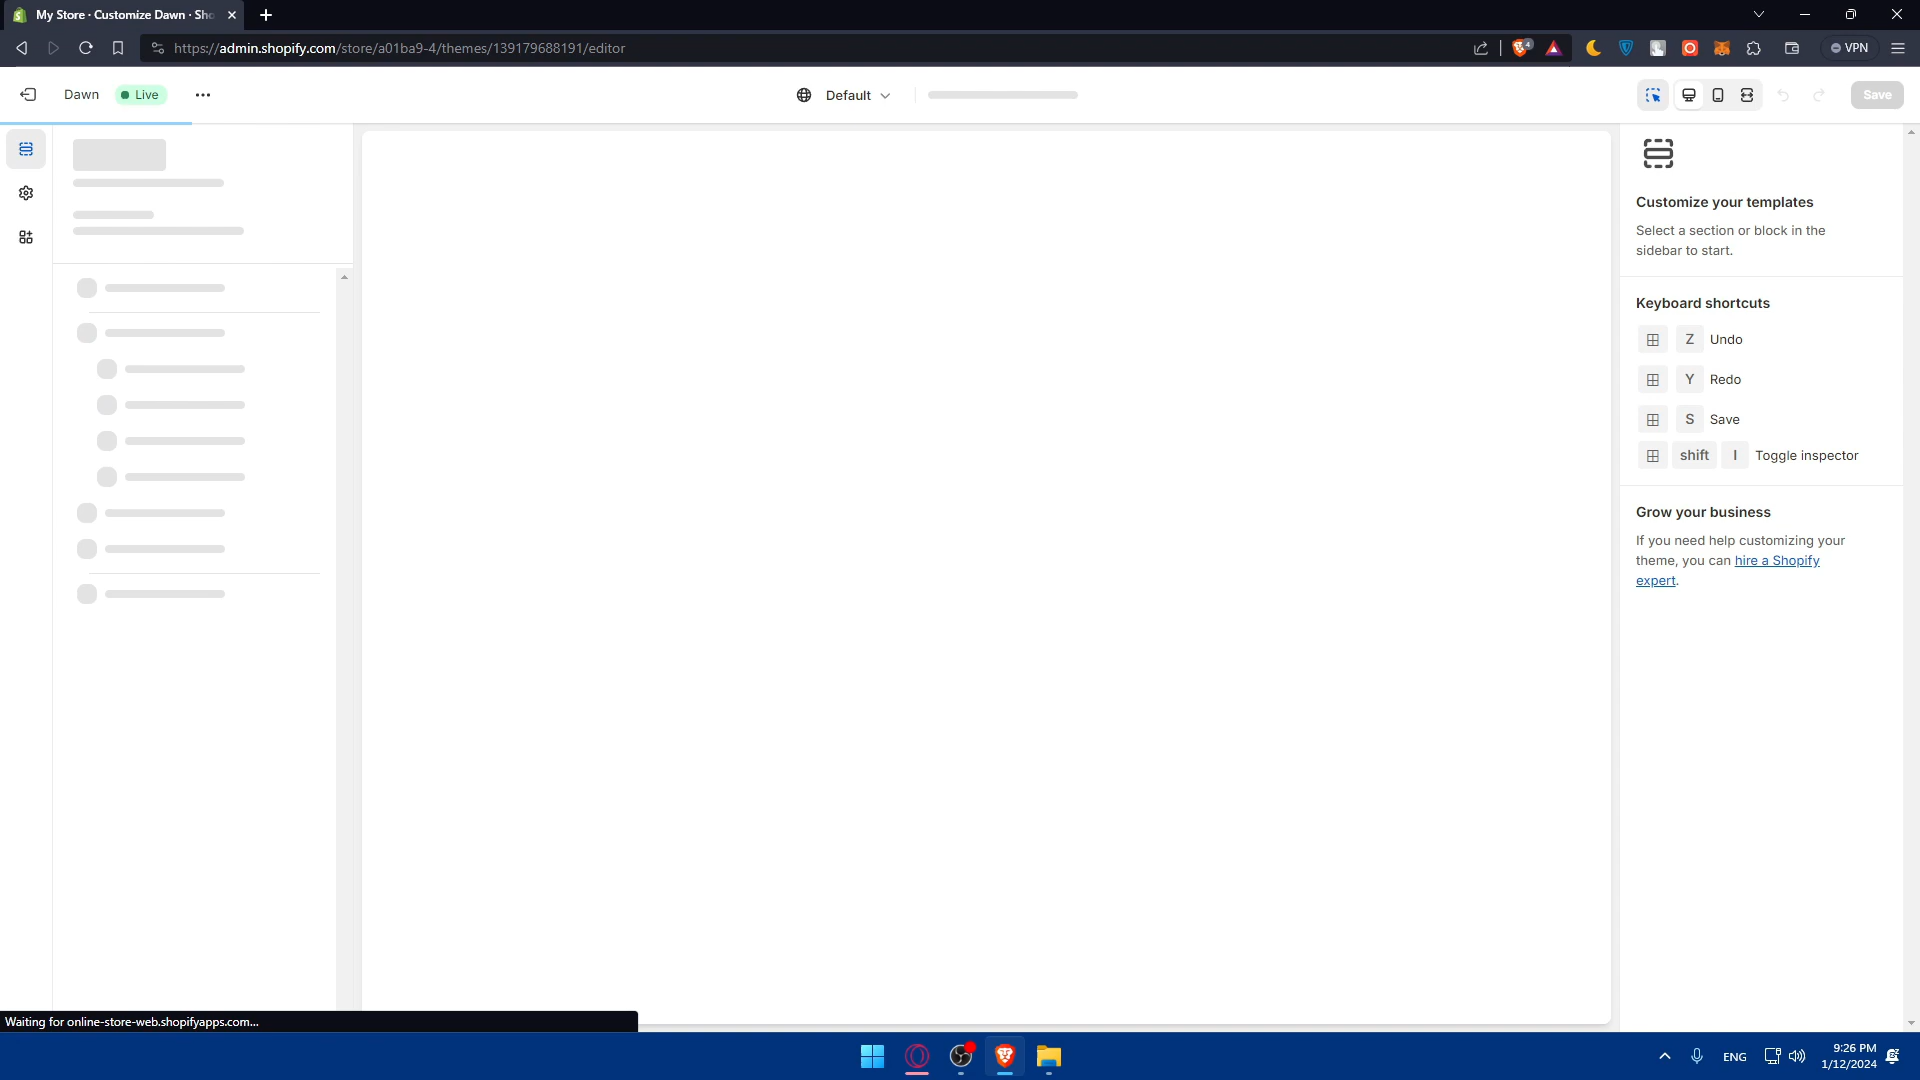 My Store · Customize Dawn · Sho
https://admin.shopify.com/store/a01ba9-4/themes/139179688191/editor
4
VPN
Dawn
Live
Default
Save
Customize your templates
Select a section or block in the
sidebar to start.
Keyboard shortcuts
Z Undo
Y Redo
S Save
shift I Toggle inspector
Grow your business
If you need help customizing your
theme, you can hire a Shopify
expert.
Waiting for online-store-web.shopifyapps.com...
ENG
9:26 PM
1/12/2024